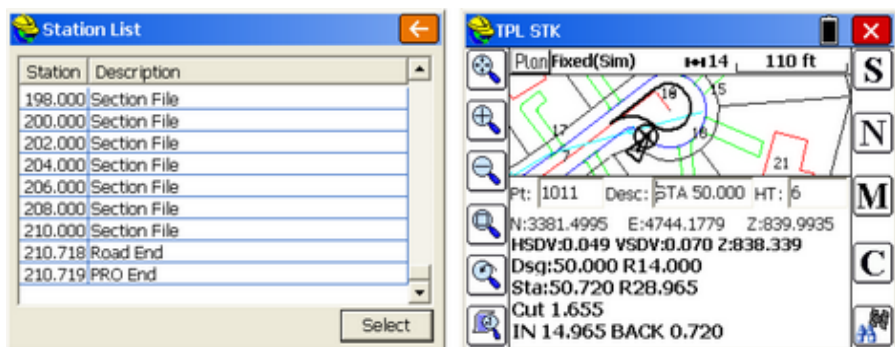 Station List
Station Description
198.000 Section File
200.000 Section File
202.000 Section File
204.000 Section File
206.000 Section File
208.000 Section File
210.000 Section File
210.718 Road End
210.719 PRO End
Select
TPL STK
Plan Fixed(Sim) 14 110 ft
S
N
M
C
18
15
17
16
7
21
Pt: 1011 Desc: STA 50.000 HT: 6
N:3381.4995 E:4744.1779 Z:839.9935
HSDV:0.049 VSDV:0.070 Z:838.339
Dsg:50.000 R14.000
Sta:50.720 R28.965
Cut 1.655
IN 14.965 BACK 0.720